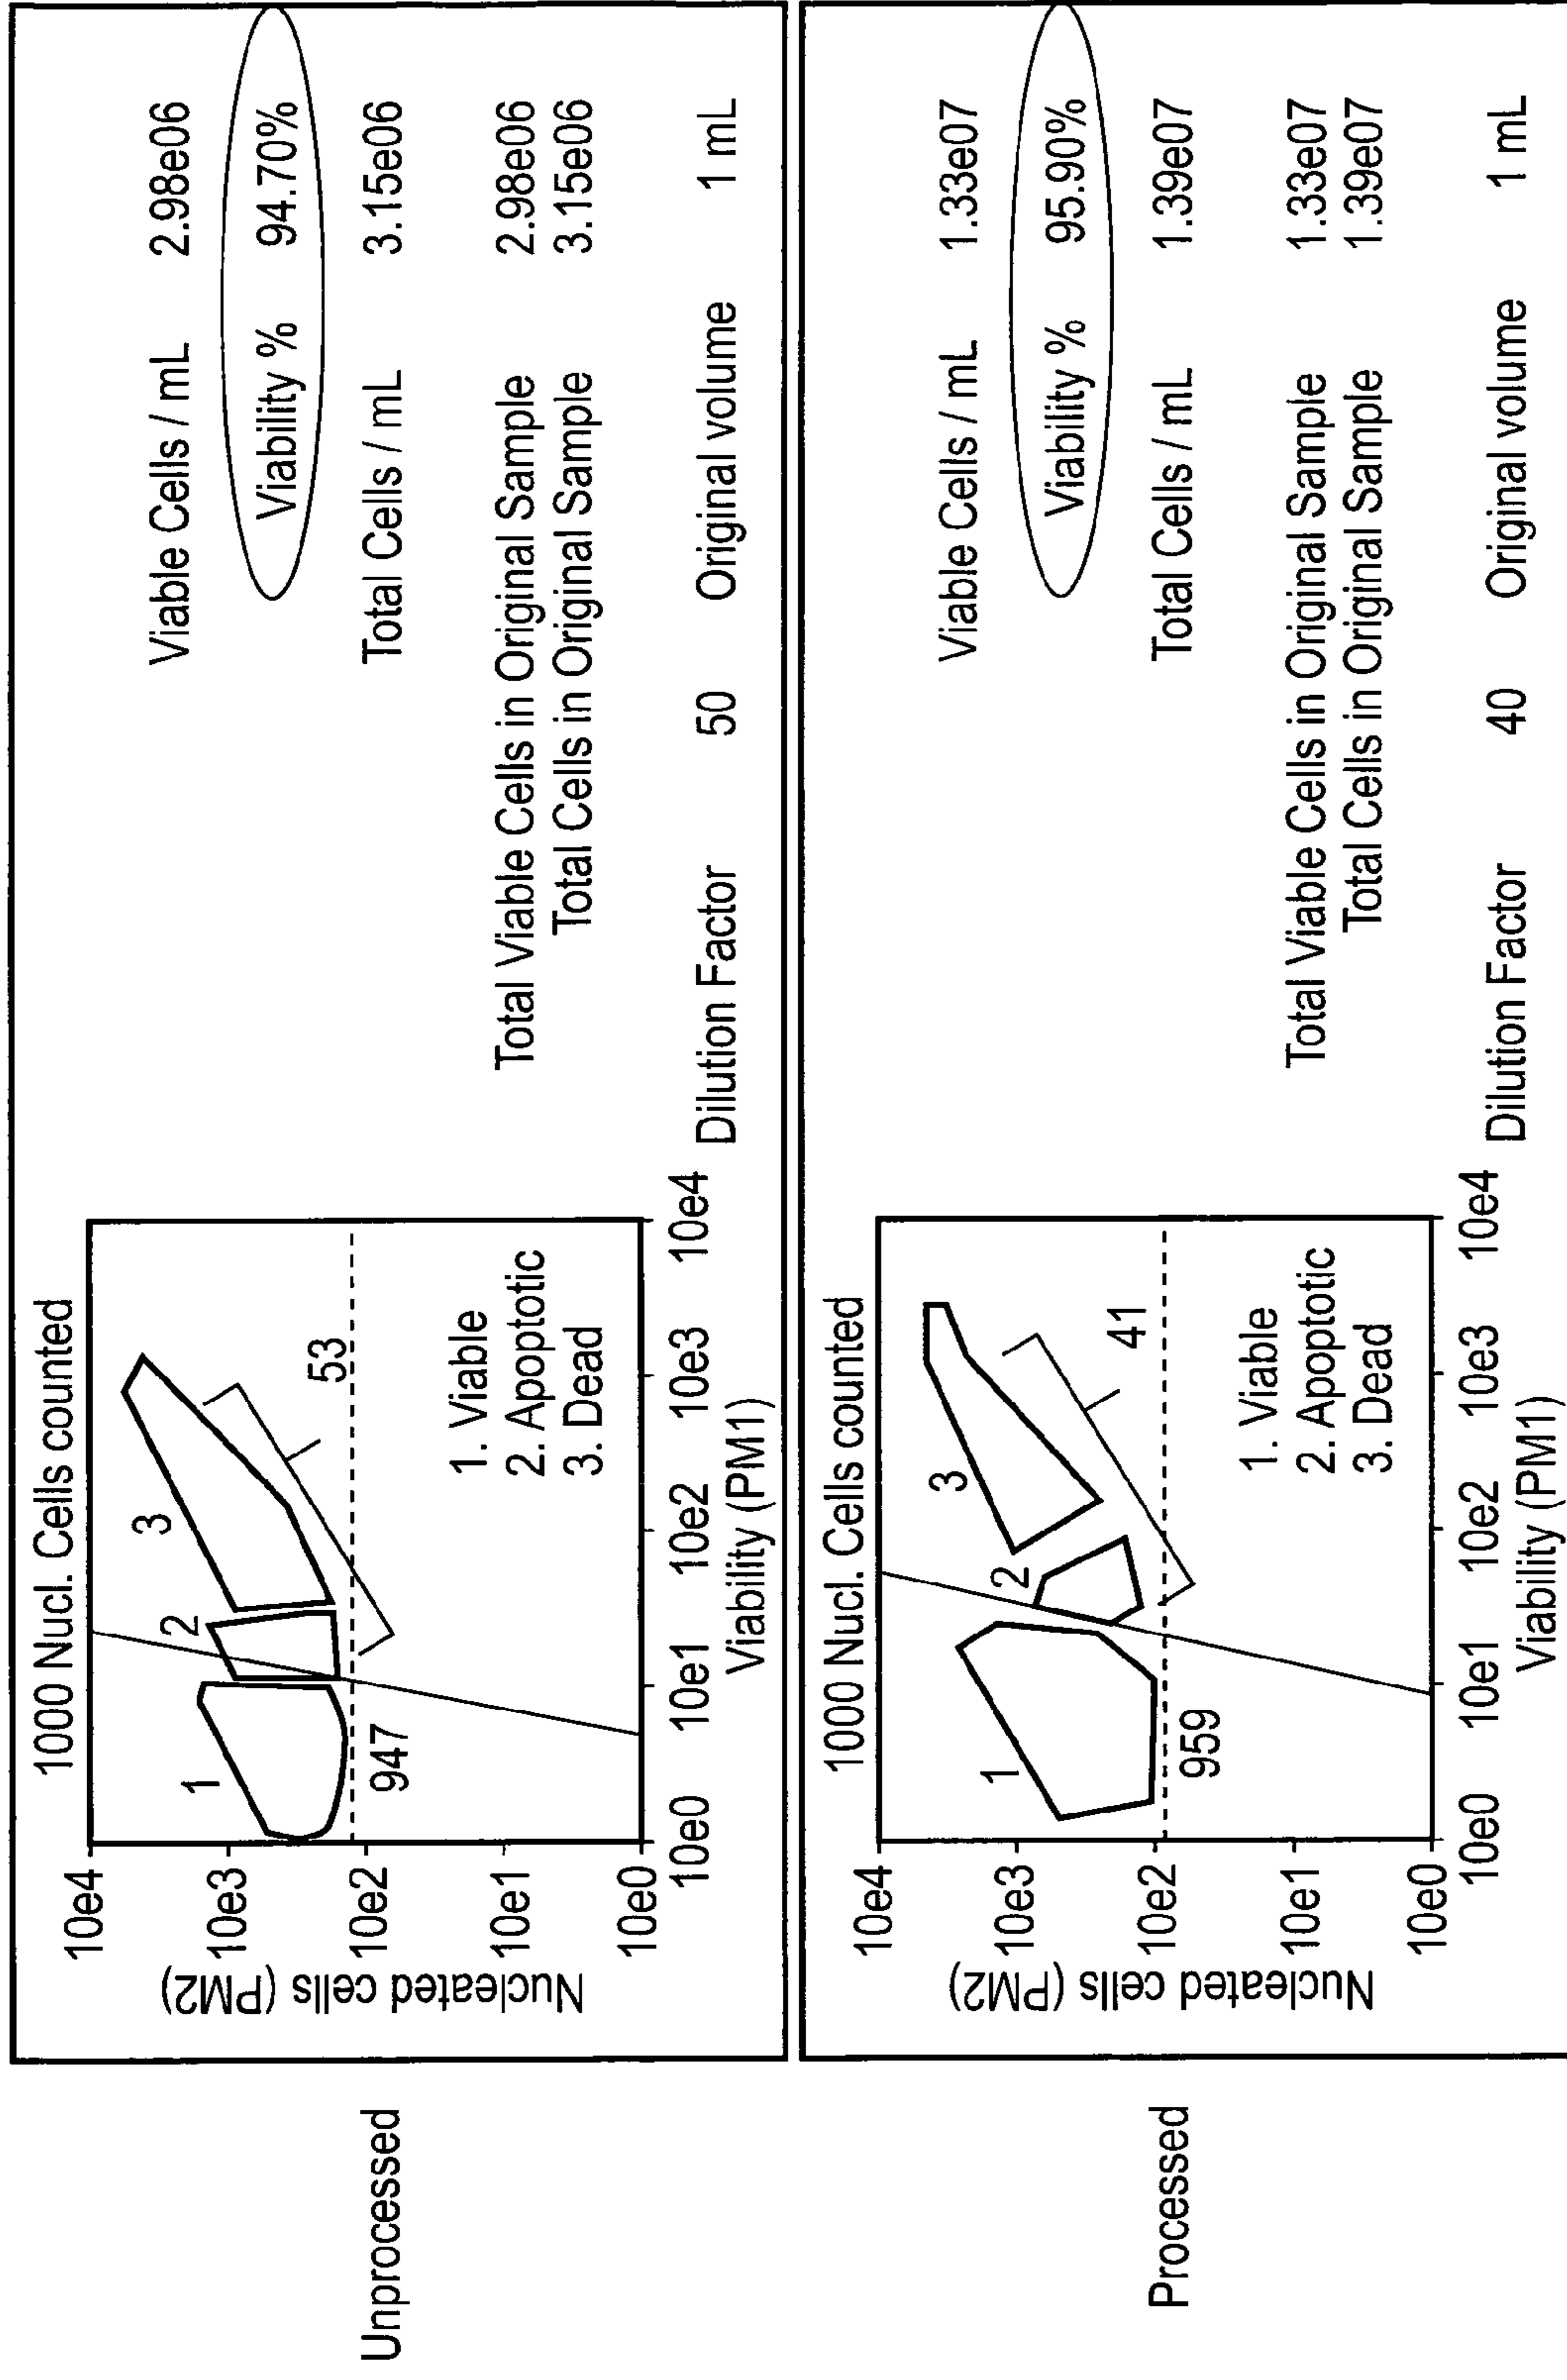 Unprocessed
1000 Nucl. Cells counted
Nucleated cells (PM2)
10e4
10e3
10e2
10e1
10e0
1
2
3
947
53
1. Viable
2. Apoptotic
3. Dead
10e0 10e1 10e2 10e3 10e4
Viability (PM1)
Viable Cells / mL 2.98e06
Viability % 94.70%
Total Cells / mL 3.15e06
Total Viable Cells in Original Sample 2.98e06
Total Cells in Original Sample 3.15e06
Dilution Factor 50 Original volume 1 mL
Processed
1000 Nucl. Cells counted
Nucleated cells (PM2)
10e4
10e3
10e2
10e1
10e0
1
2
3
959
41
1. Viable
2. Apoptotic
3. Dead
10e0 10e1 10e2 10e3 10e4
Viability (PM1)
Viable Cells / mL 1.33e07
Viability % 95.90%
Total Cells / mL 1.39e07
Total Viable Cells in Original Sample 1.33e07
Total Cells in Original Sample 1.39e07
Dilution Factor 40 Original volume 1 mL